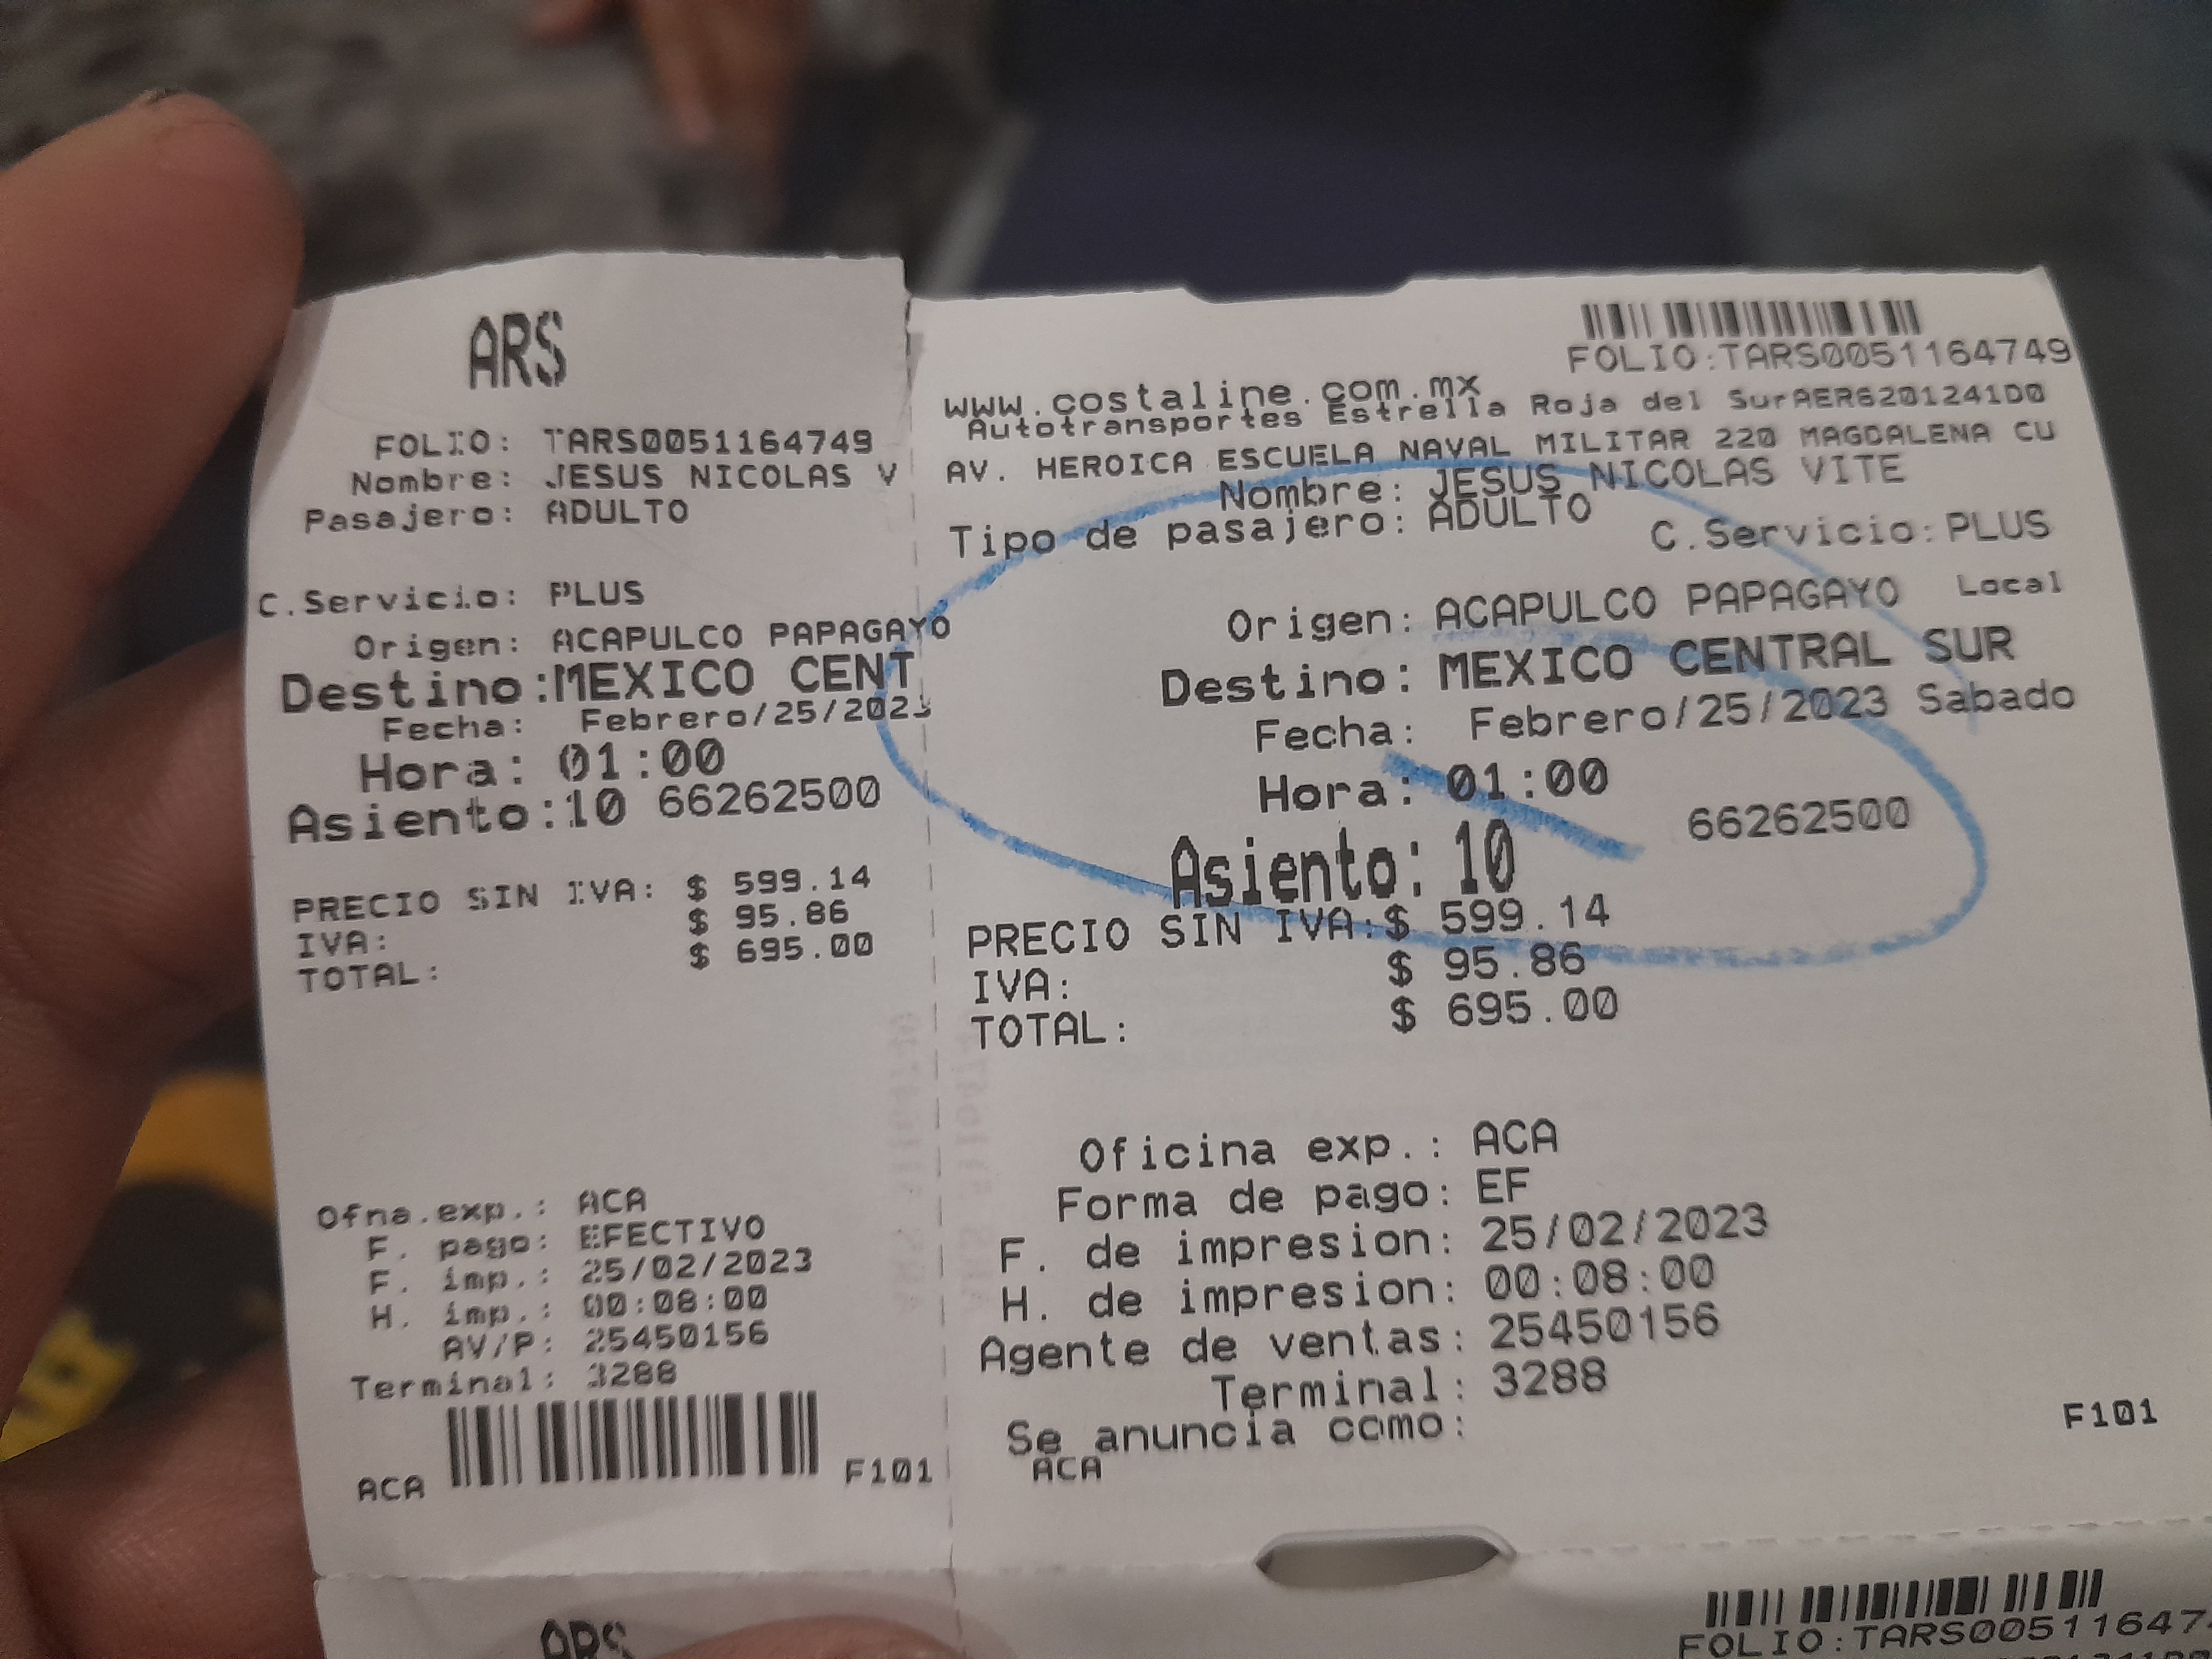 ARS
FOLIO: TARS0051164749
Nombre: JESUS NICOLAS V
Pasajero: ADULTO
C.Servicio: PLUS
Origen: ACAPULCO PAPAGAYO
Destino:MEXICO CENT
Fecha: Febrero/25/2023
Hora: 01:00
Asiento:10 66262500
PRECIO SIN IVA: $ 599.14
IVA: $ 95.86
TOTAL: $ 695.00
Ofna.exp.: ACA
F. pago: EFECTIVO
F. imp.: 25/02/2023
H. imp.: 00:08:00
AV/P: 25450156
Terminal: 3288
ACA F101
FOLIO:TARS0051164749
www.costaline.com.mx
Autotransportes Estrella Roja del SurAER6201241D0
AV. HEROICA ESCUELA NAVAL MILITAR 220 MAGDALENA CU
Nombre: JESUS NICOLAS VITE
Tipo de pasajero: ADULTO
C.Servicio:PLUS
Origen: ACAPULCO PAPAGAYO Local
Destino: MEXICO CENTRAL SUR
Fecha: Febrero/25/2023 Sabado
Hora: 01:00
66262500
Asiento: 10
PRECIO SIN IVA:$ 599.14
IVA: $ 95.86
TOTAL: $ 695.00
Oficina exp.: ACA
Forma de pago: EF
F. de impresion: 25/02/2023
H. de impresion: 00:08:00
Agente de ventas: 25450156
Terminal: 3288
Se anuncia como:
ACA
F101
ARS
FOLIO:TARS005116474